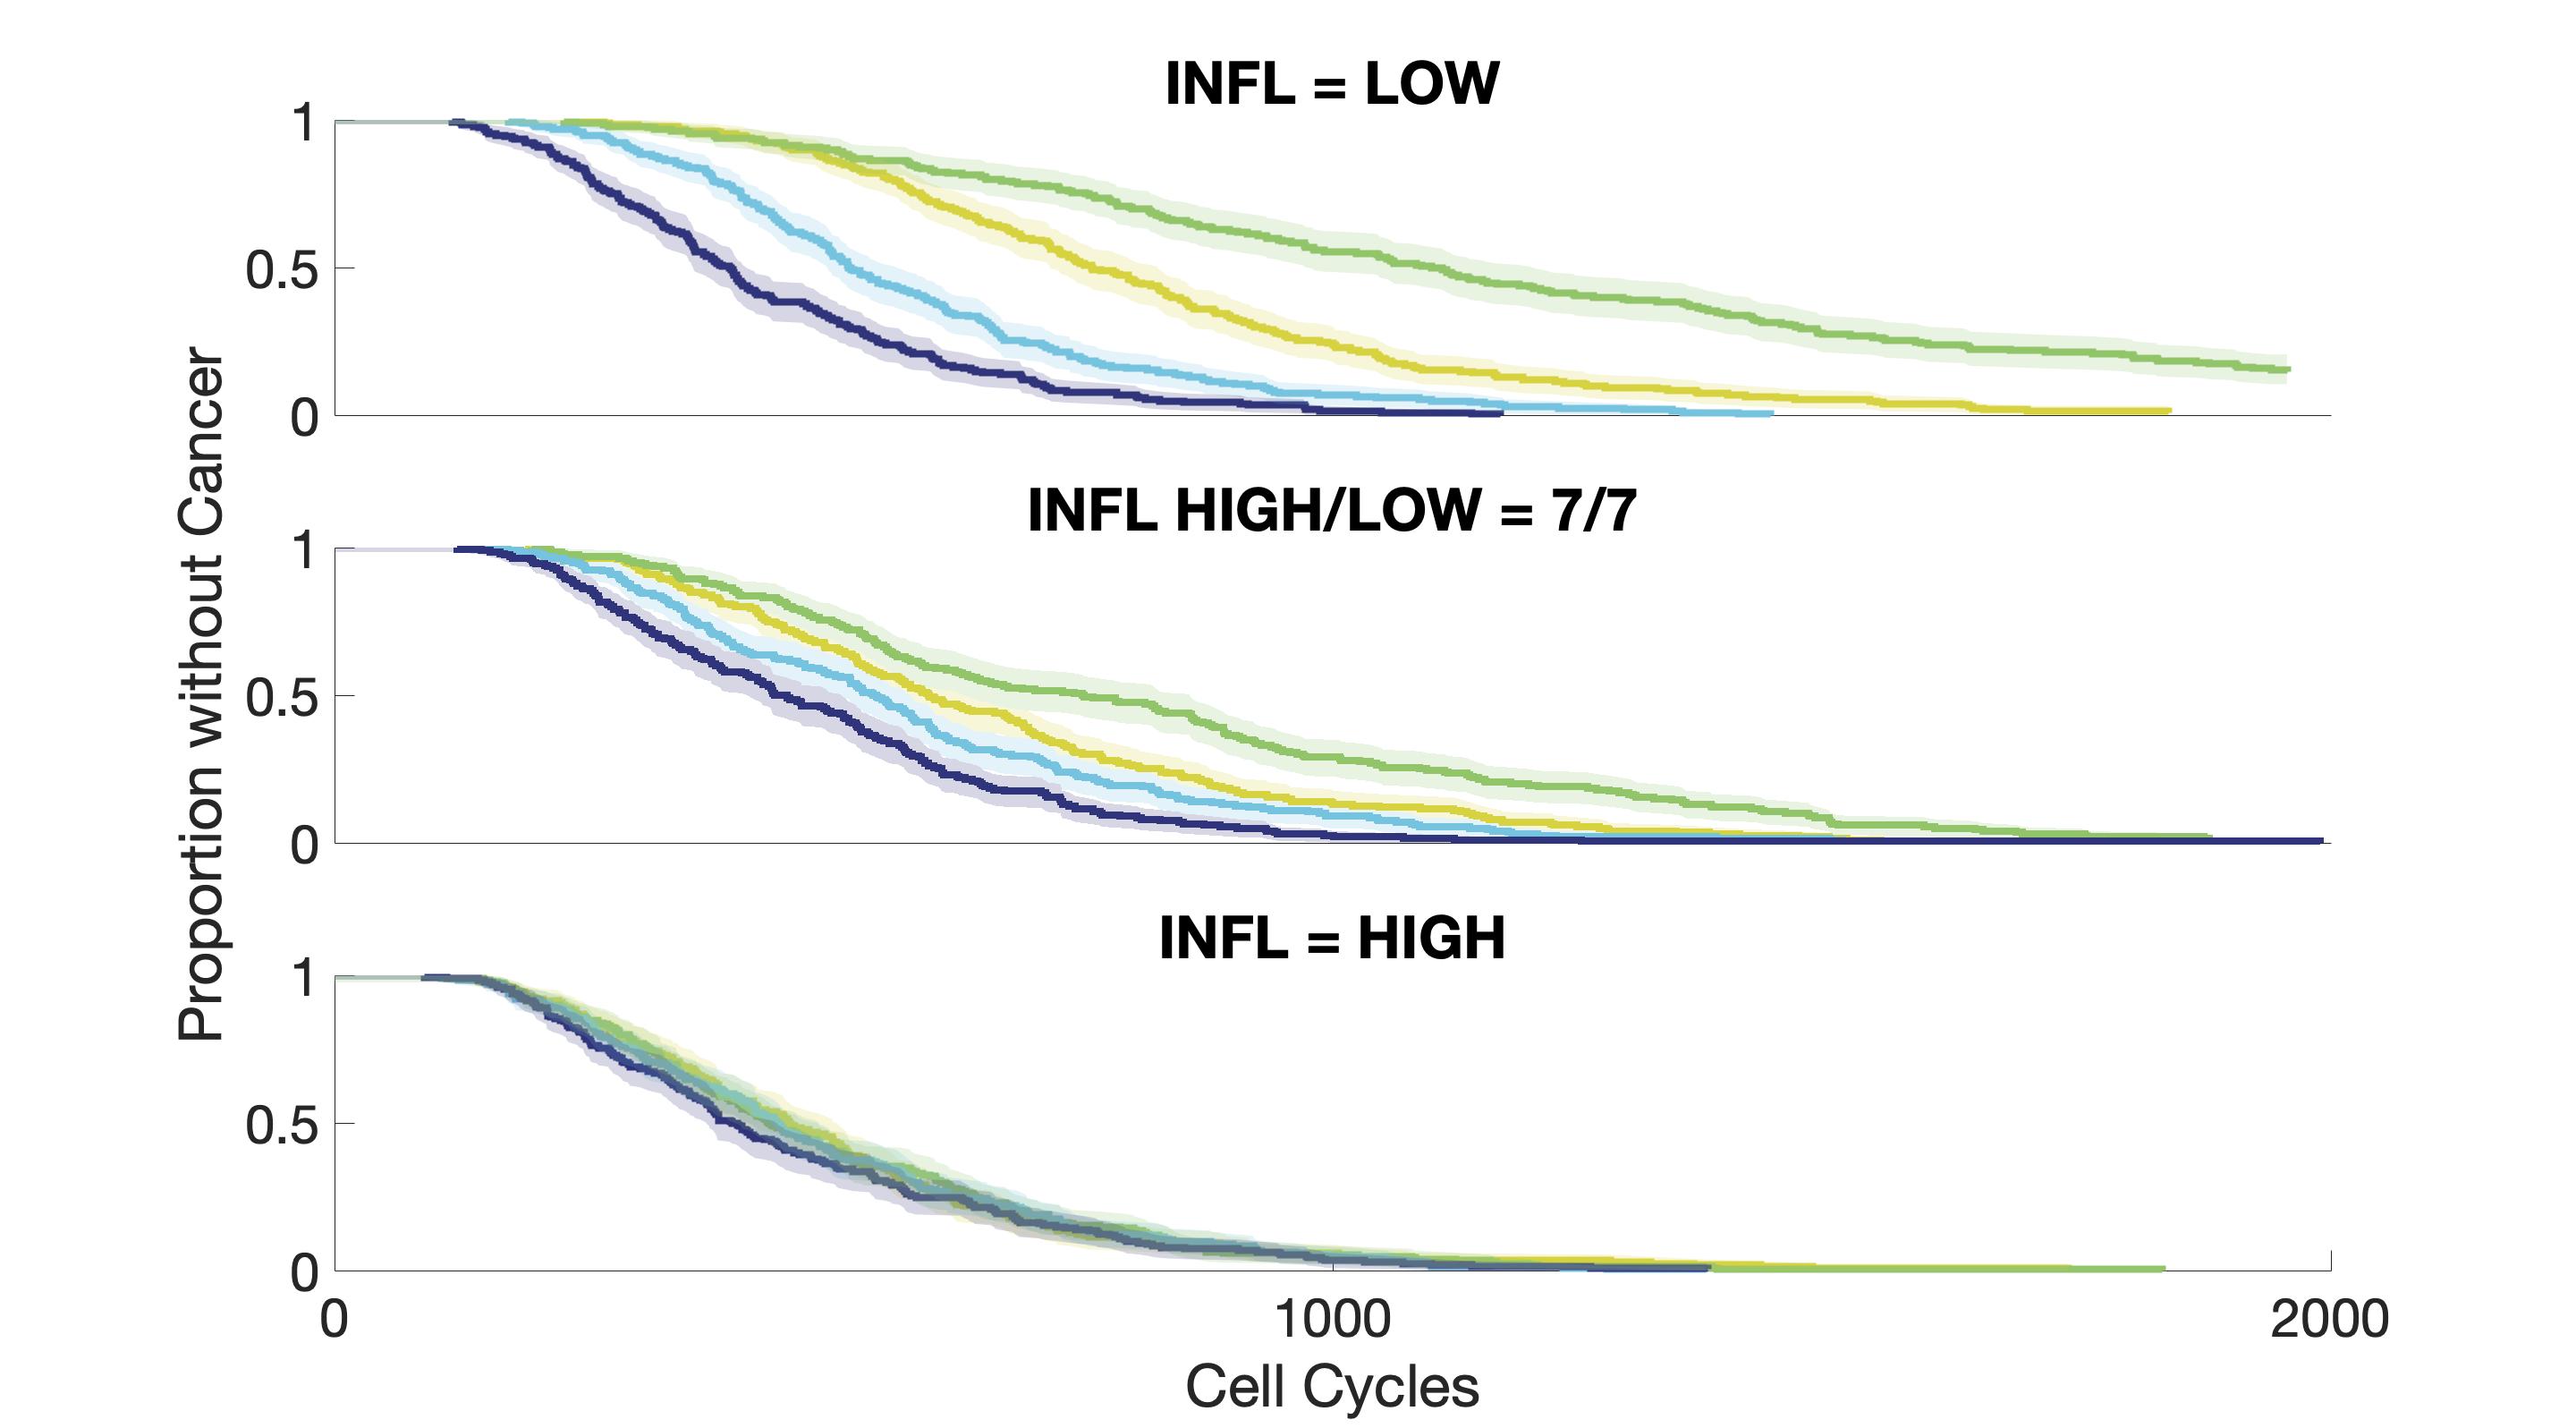 INFL = LOW
1
0.5
0
INFL HIGH/LOW = 7/7
1
0.5
0
Proportion without Cancer
INFL = HIGH
1
0.5
0
0 1000 2000
Cell Cycles